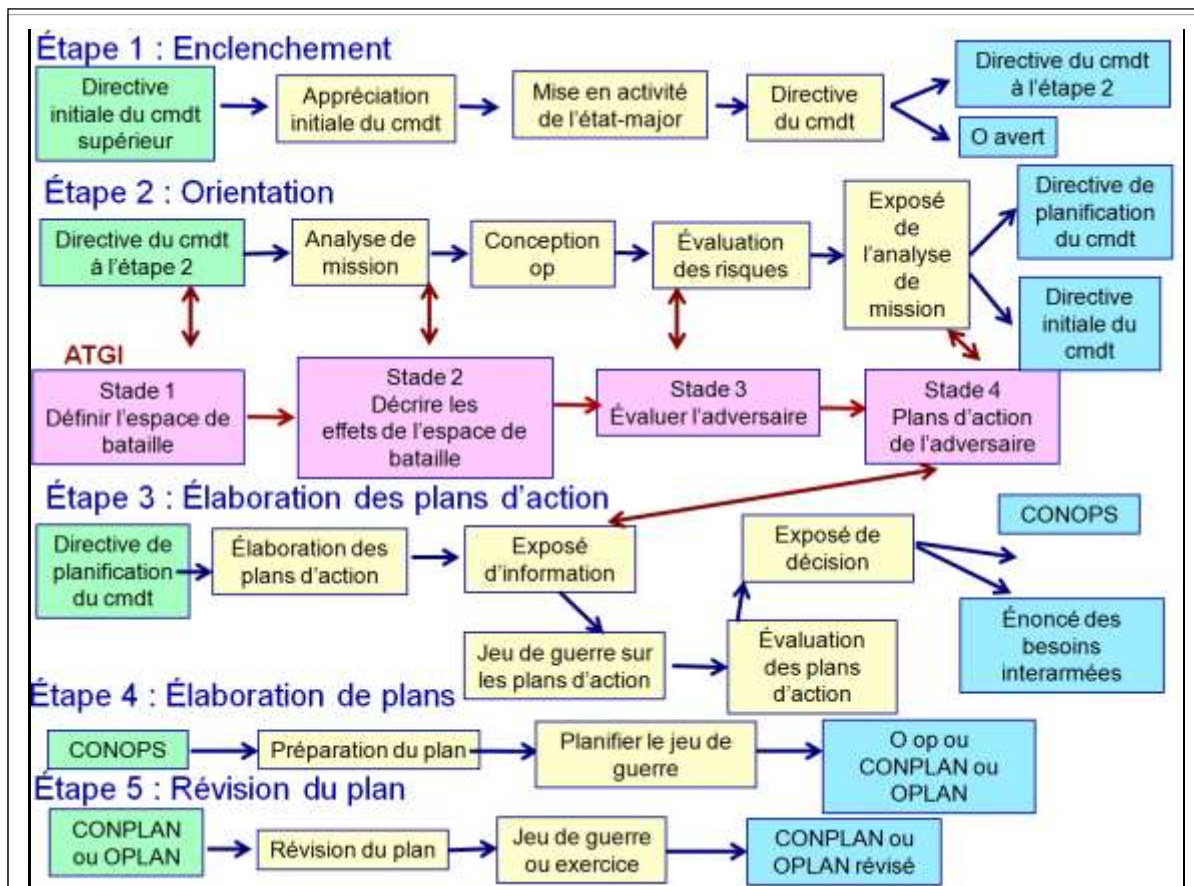 Étape 1 : Enclenchement
Directive
initiale du cmdt
supérieur
Appréciation
initiale du cmdt
Mise en activité
de l'état-major
Directive
du cmdt
Directive du cmdt
à l'étape 2
O avert
Étape 2 : Orientation
Directive du cmdt
à l'étape 2
Analyse de
mission
Conception
op
Évaluation
des risques
Exposé
de
l'analyse
de
mission
Directive de
planification
du cmdt
Directive
initiale du
cmdt
ATGI
Stade 1
Définir l'espace de
bataille
Stade 2
Décrire les
effets de l'espace de
bataille
Stade 3
Évaluer l'adversaire
Stade 4
Plans d'action
de l'adversaire
Étape 3 : Élaboration des plans d'action
Directive de
planification
du cmdt
Élaboration des
plans d'action
Exposé
d'information
Jeu de guerre sur
les plans d'action
Évaluation
des plans
d'action
Exposé de
décision
CONOPS
Énoncé des
besoins
interarmées
Étape 4 : Élaboration de plans
CONOPS
Préparation du plan
Planifier le jeu de
guerre
O op ou
CONPLAN ou
OPLAN
Étape 5 : Révision du plan
CONPLAN
ou OPLAN
Révision du plan
Jeu de guerre
ou exercice
CONPLAN ou
OPLAN révisé